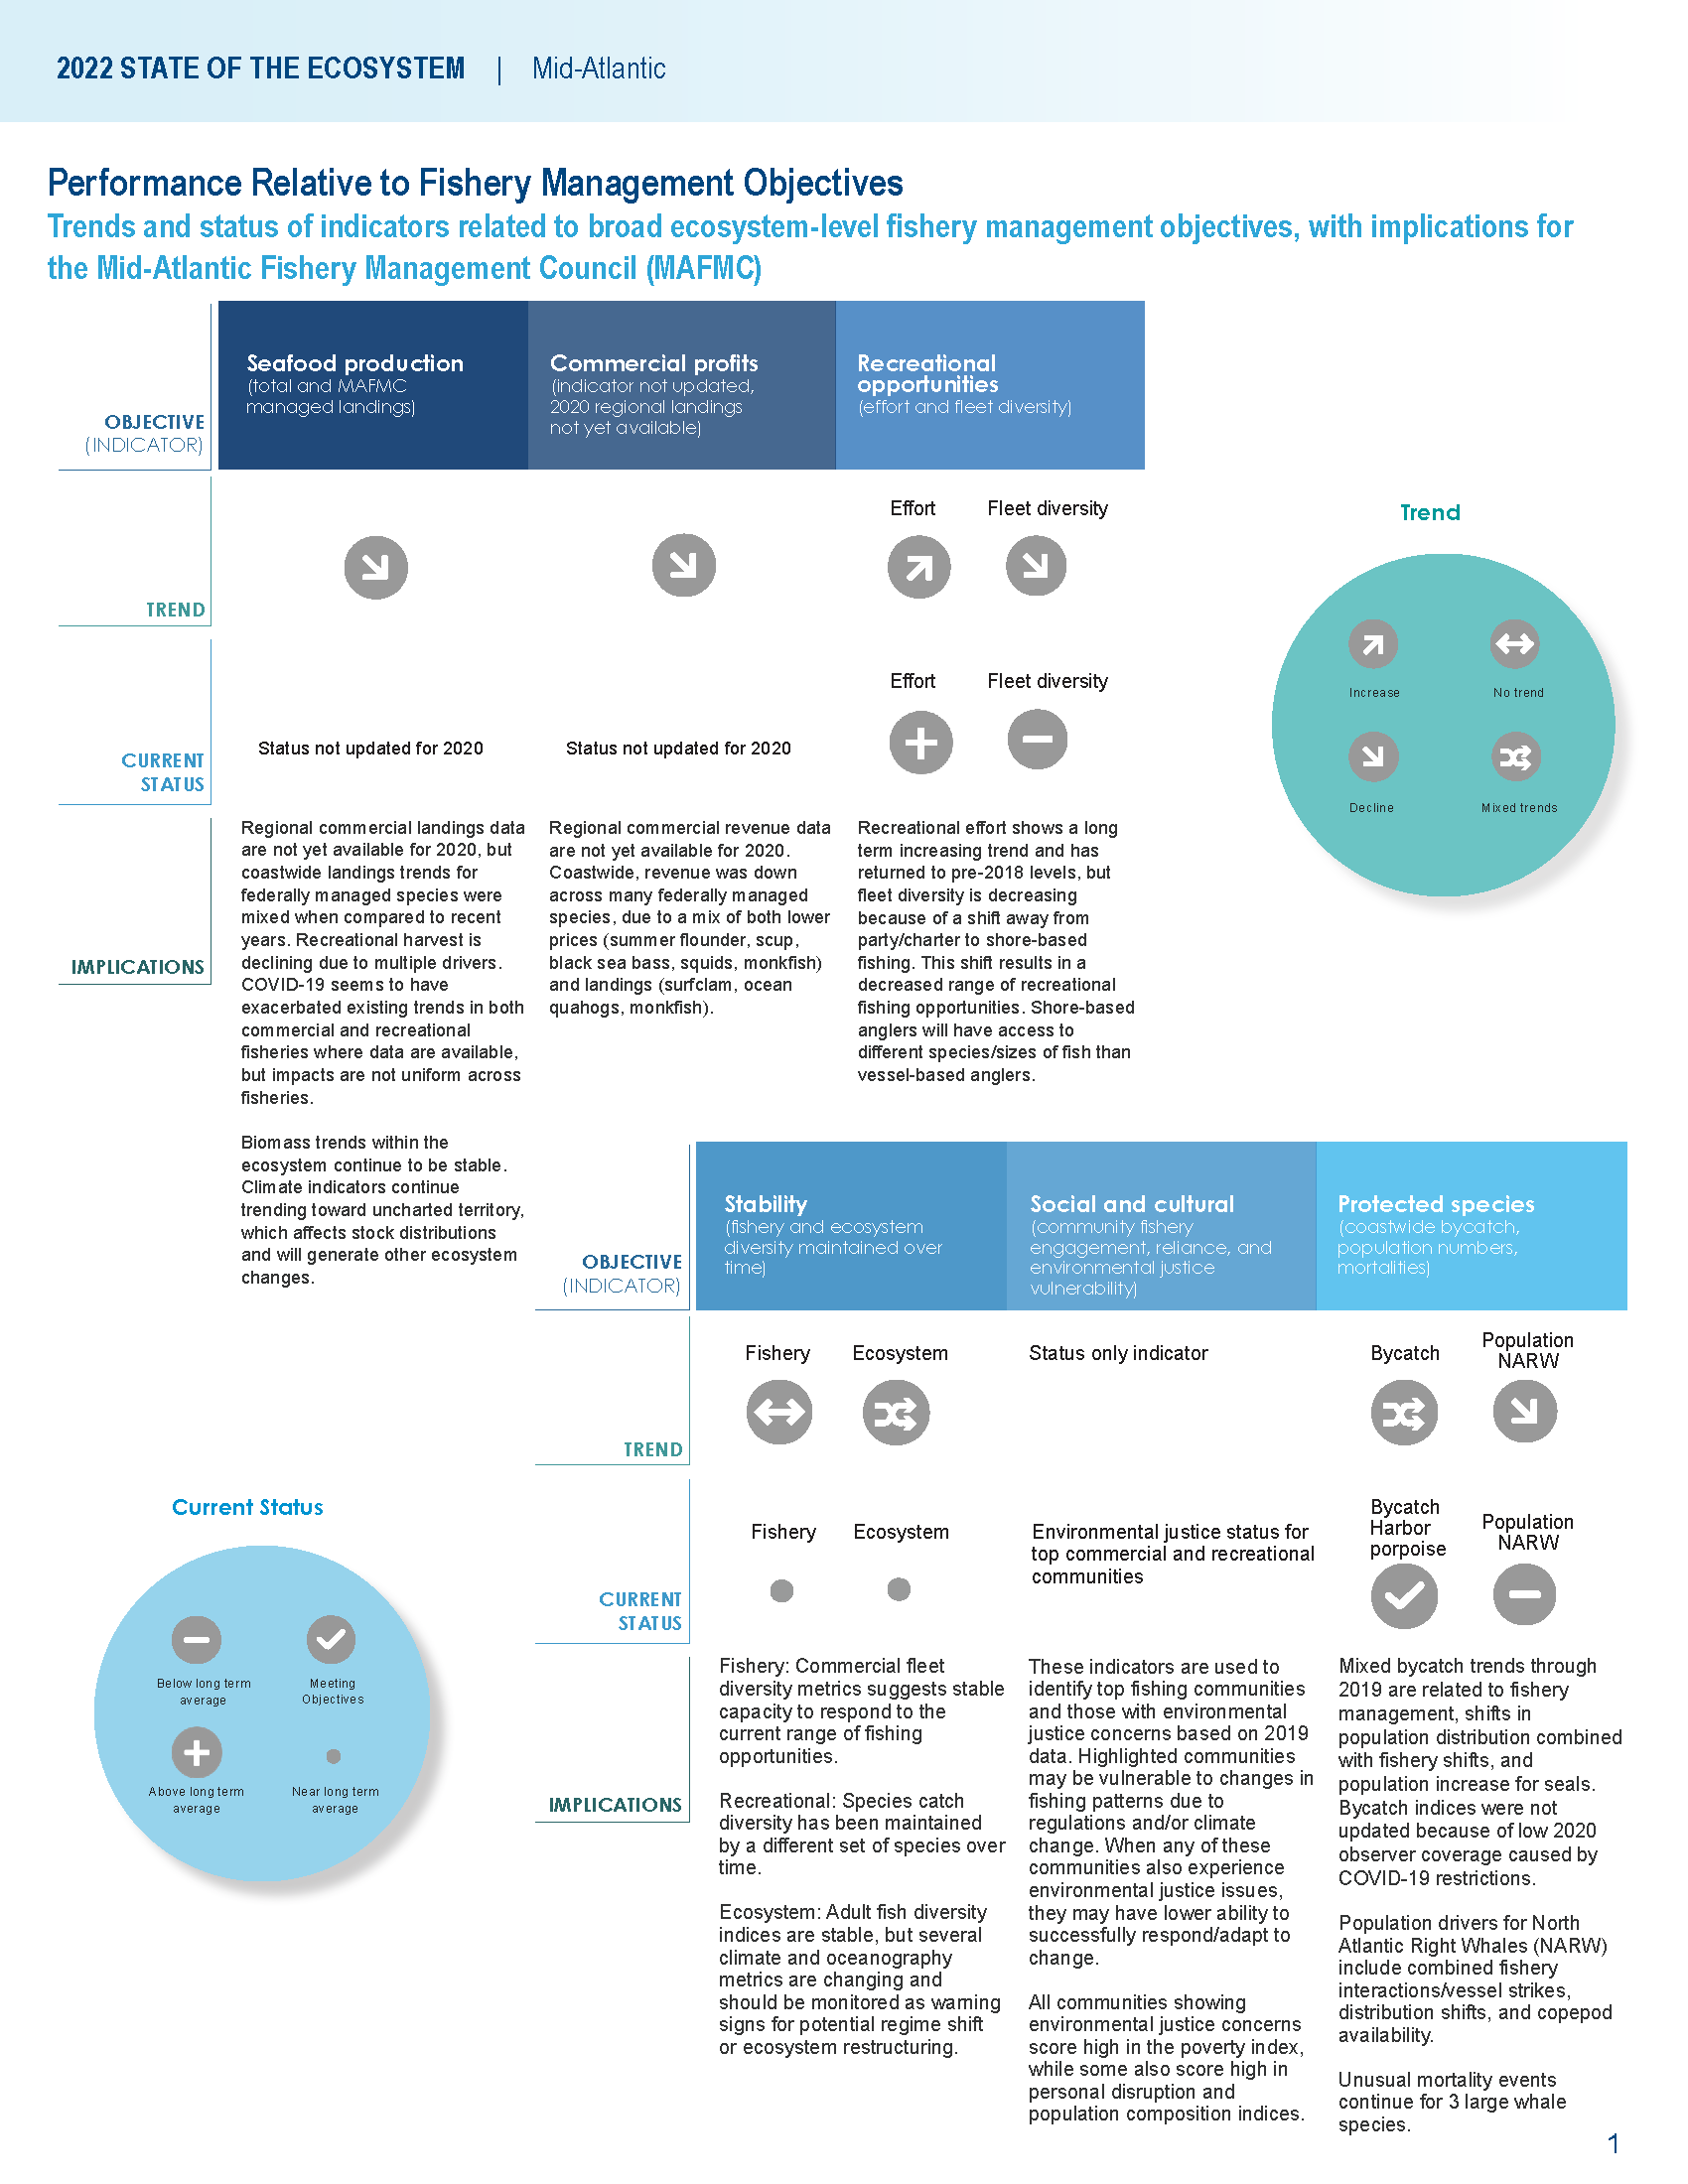 2022 STATE OF THE ECOSYSTEM | Mid-Atlantic
Performance Relative to Fishery Management Objectives
Trends and status of indicators related to broad ecosystem-level fishery management objectives, with implications for
the Mid-Atlantic Fishery Management Council (MAFMC)
OBJECTIVE
(INDICATOR)
Seafood production
(total and MAFMC
managed landings)
Commercial profits
(indicator not updated,
2020 regional landings
not yet available)
Recreational
opportunities
(effort and fleet diversity)
TREND
Effort
Fleet diversity
CURRENT
STATUS
Status not updated for 2020
Status not updated for 2020
Effort
Fleet diversity
IMPLICATIONS
Regional commercial landings data
are not yet available for 2020, but
coastwide landings trends for
federally managed species were
mixed when compared to recent
years. Recreational harvest is
declining due to multiple drivers.
COVID-19 seems to have
exacerbated existing trends in both
commercial and recreational
fisheries where data are available,
but impacts are not uniform across
fisheries.
Biomass trends within the
ecosystem continue to be stable.
Climate indicators continue
trending toward uncharted territory,
which affects stock distributions
and will generate other ecosystem
changes.
Regional commercial revenue data
are not yet available for 2020.
Coastwide, revenue was down
across many federally managed
species, due to a mix of both lower
prices (summer flounder, scup,
black sea bass, squids, monkfish)
and landings (surfclam, ocean
quahogs, monkfish).
Recreational effort shows a long
term increasing trend and has
returned to pre-2018 levels, but
fleet diversity is decreasing
because of a shift away from
party/charter to shore-based
fishing. This shift results in a
decreased range of recreational
fishing opportunities. Shore-based
anglers will have access to
different species/sizes of fish than
vessel-based anglers.
Trend
Increase
No trend
Decline
Mixed trends
OBJECTIVE
(INDICATOR)
Stability
(fishery and ecosystem
diversity maintained over
time)
Social and cultural
(community fishery
engagement, reliance, and
environmental justice
vulnerability)
Protected species
(coastwide bycatch,
population numbers,
mortalities)
TREND
Fishery
Ecosystem
Status only indicator
Bycatch
Population
NARW
CURRENT
STATUS
Fishery
Ecosystem
Environmental justice status for
top commercial and recreational
communities
Bycatch
Harbor
porpoise
Population
NARW
IMPLICATIONS
Fishery: Commercial fleet
diversity metrics suggests stable
capacity to respond to the
current range of fishing
opportunities.
Recreational: Species catch
diversity has been maintained
by a different set of species over
time.
Ecosystem: Adult fish diversity
indices are stable, but several
climate and oceanography
metrics are changing and
should be monitored as warning
signs for potential regime shift
or ecosystem restructuring.
These indicators are used to
identify top fishing communities
and those with environmental
justice concerns based on 2019
data. Highlighted communities
may be vulnerable to changes in
fishing patterns due to
regulations and/or climate
change. When any of these
communities also experience
environmental justice issues,
they may have lower ability to
successfully respond/adapt to
change.
All communities showing
environmental justice concerns
score high in the poverty index,
while some also score high in
personal disruption and
population composition indices.
Mixed bycatch trends through
2019 are related to fishery
management, shifts in
population distribution combined
with fishery shifts, and
population increase for seals.
Bycatch indices were not
updated because of low 2020
observer coverage caused by
COVID-19 restrictions.
Population drivers for North
Atlantic Right Whales (NARW)
include combined fishery
interactions/vessel strikes,
distribution shifts, and copepod
availability.
Unusual mortality events
continue for 3 large whale
species.
Current Status
Below long term
average
Meeting
Objectives
Above long term
average
Near long term
average
1